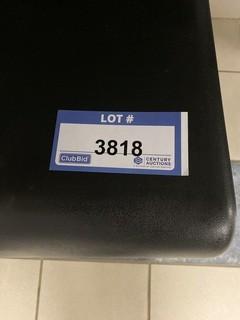 LOT #
3818
ClubBid
CENTURY
AUCTIONS